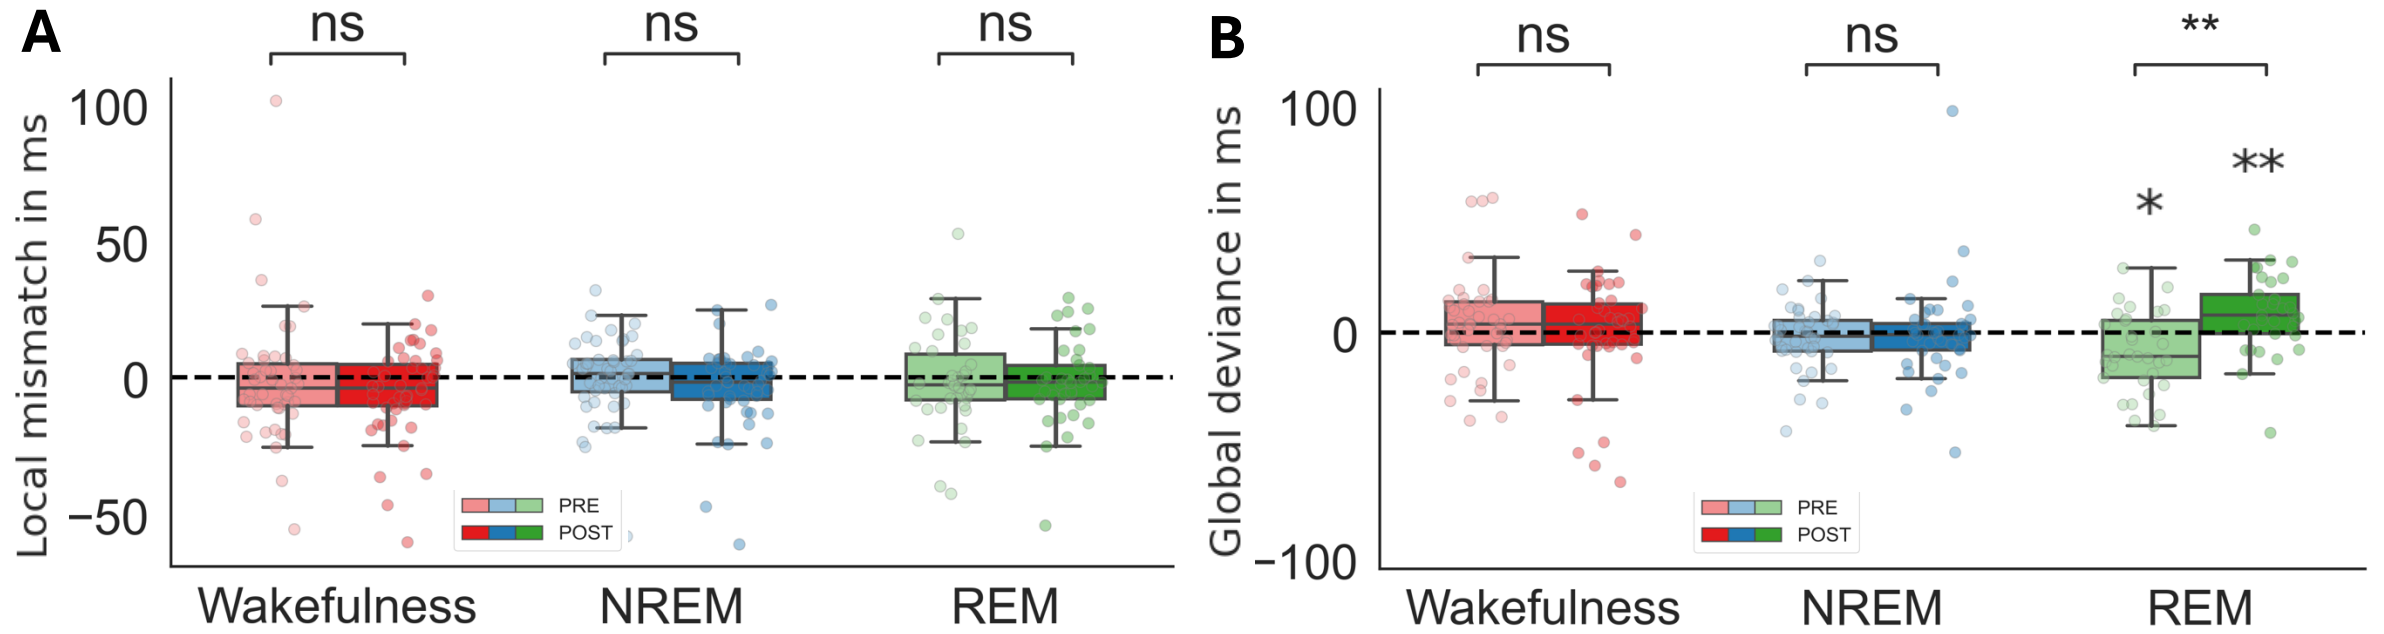 A
ns
ns
ns
Local mismatch in ms
100
50
0
−50
PRE
POST
Wakefulness
NREM
REM
B
ns
ns
**
Global deviance in ms
100
0
−100
*
**
PRE
POST
Wakefulness
NREM
REM